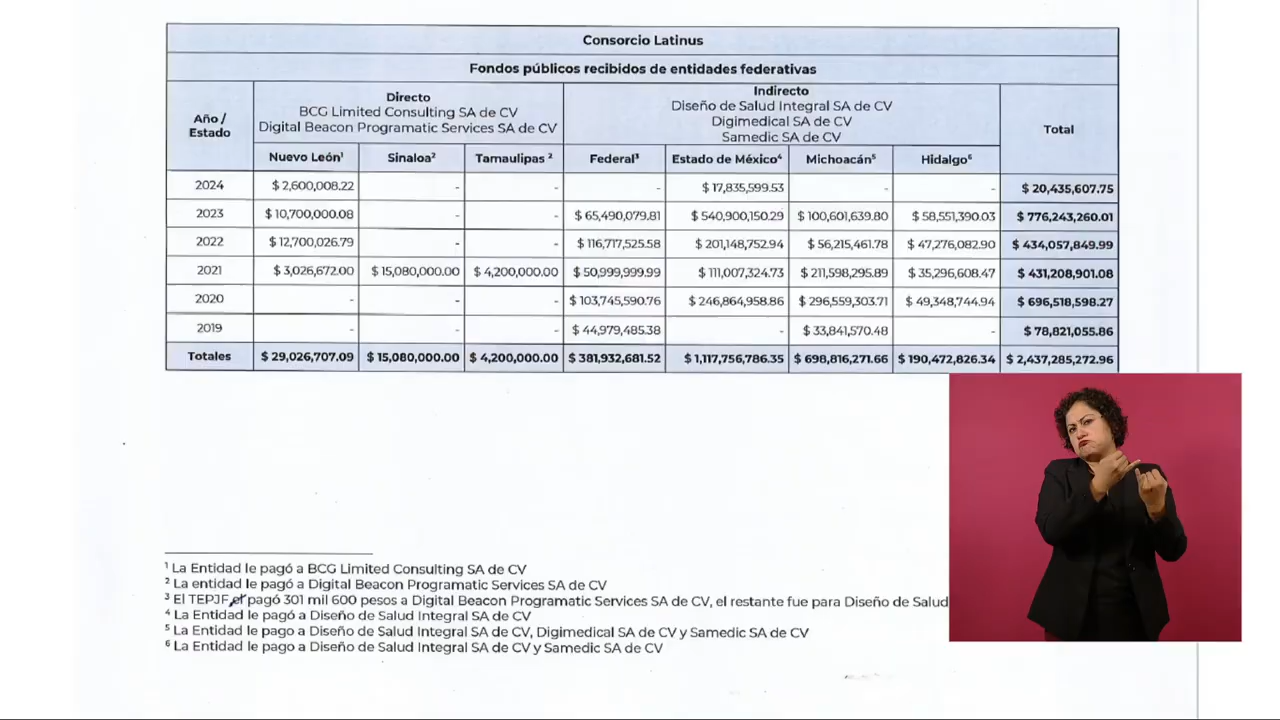 Consorcio Latinus
Fondos públicos recibidos de entidades federativas
Año / Estado
Directo
BCG Limited Consulting SA de CV
Digital Beacon Programatic Services SA de CV
Indirecto
Diseño de Salud Integral SA de CV
Digimedical SA de CV
Samedic SA de CV
Total
Nuevo León¹ Sinaloa² Tamaulipas ² Federal³ Estado de México⁴ Michoacán⁵ Hidalgo⁶
2024 $ 2,600,008.22 - - - $ 17,835,599.53 - - $ 20,435,607.75
2023 $ 10,700,000.08 - - $ 65,490,079.81 $ 540,900,150.29 $ 100,601,639.80 $ 58,551,390.03 $ 776,243,260.01
2022 $ 12,700,026.79 - - $ 116,717,525.58 $ 201,148,752.94 $ 56,215,461.78 $ 47,276,082.90 $ 434,057,849.99
2021 $ 3,026,672.00 $ 15,080,000.00 $ 4,200,000.00 $ 50,999,999.99 $ 111,007,324.73 $ 211,598,295.89 $ 35,296,608.47 $ 431,208,901.08
2020 - - - $ 103,745,590.76 $ 246,864,958.86 $ 296,559,303.71 $ 49,348,744.94 $ 696,518,598.27
2019 - - - $ 44,979,485.38 - $ 33,841,570.48 - $ 78,821,055.86
Totales $ 29,026,707.09 $ 15,080,000.00 $ 4,200,000.00 $ 381,932,681.52 $ 1,117,756,786.35 $ 698,816,271.66 $ 190,472,826.34 $ 2,437,285,272.96
¹ La Entidad le pagó a BCG Limited Consulting SA de CV
² La entidad le pagó a Digital Beacon Programatic Services SA de CV
³ El TEPJF pagó 301 mil 600 pesos a Digital Beacon Programatic Services SA de CV, el restante fue para Diseño de Salud
⁴ La Entidad le pagó a Diseño de Salud Integral SA de CV
⁵ La Entidad le pago a Diseño de Salud Integral SA de CV, Digimedical SA de CV y Samedic SA de CV
⁶ La Entidad le pago a Diseño de Salud Integral SA de CV y Samedic SA de CV